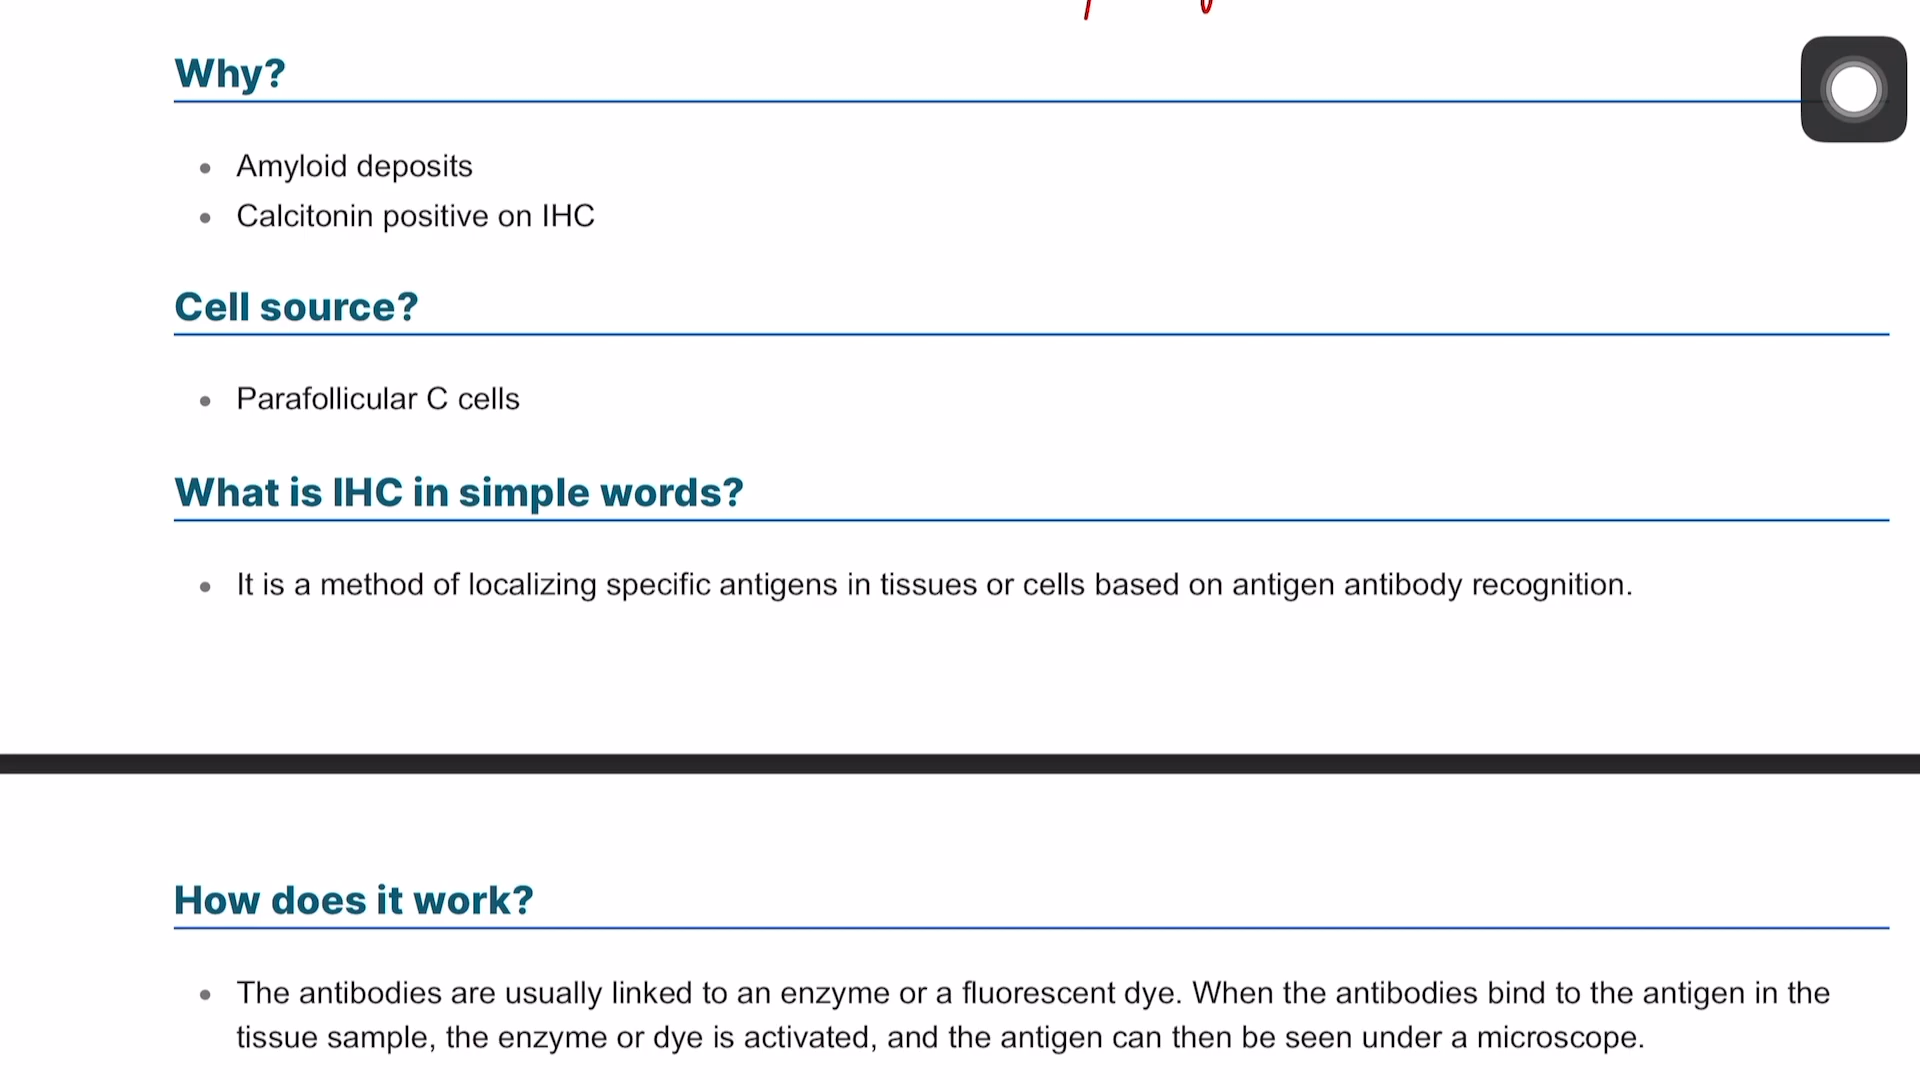 Why?
Amyloid deposits
Calcitonin positive on IHC
Cell source?
Parafollicular C cells
What is IHC in simple words?
It is a method of localizing specific antigens in tissues or cells based on antigen antibody recognition.
How does it work?
The antibodies are usually linked to an enzyme or a fluorescent dye. When the antibodies bind to the antigen in the
tissue sample, the enzyme or dye is activated, and the antigen can then be seen under a microscope.